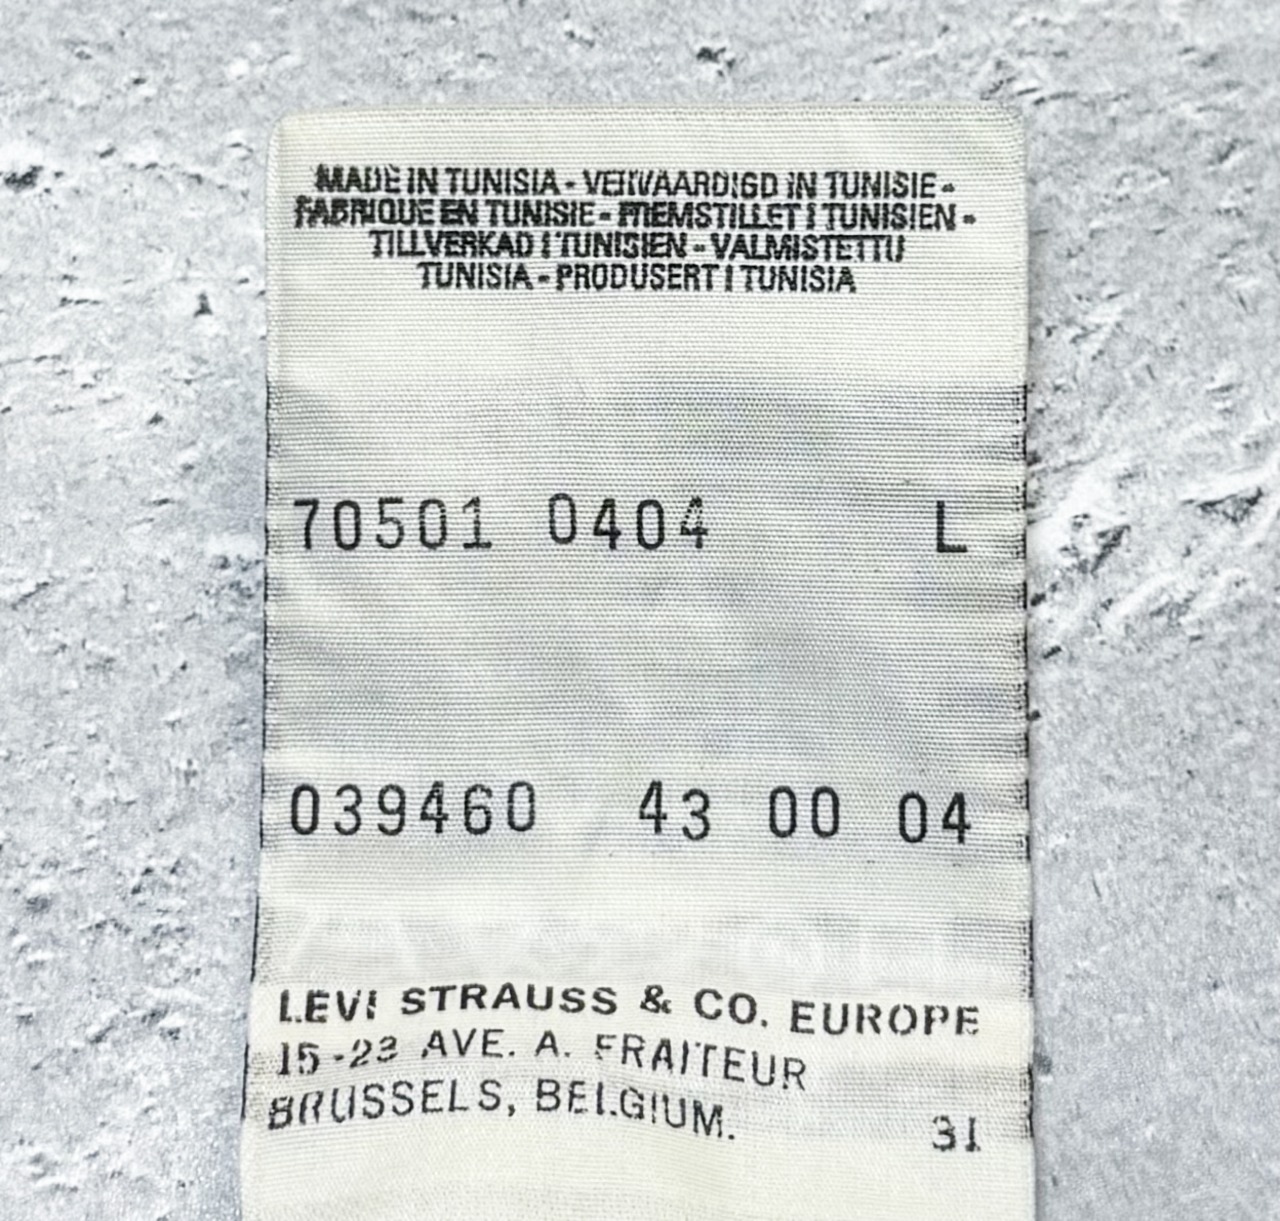 MADE IN TUNISIA - VERVAARDIGD IN TUNISIE -
FABRIQUE EN TUNISIE - FREMSTILLET I TUNISIEN -
TILLVERKAD I TUNISIEN - VALMISTETTU
TUNISIA - PRODUSERT I TUNISIA
70501 0404 L
039460 43 00 04
LEVI STRAUSS & CO. EUROPE
15-23 AVE. A. FRAITEUR
BRUSSELS, BELGIUM.
31